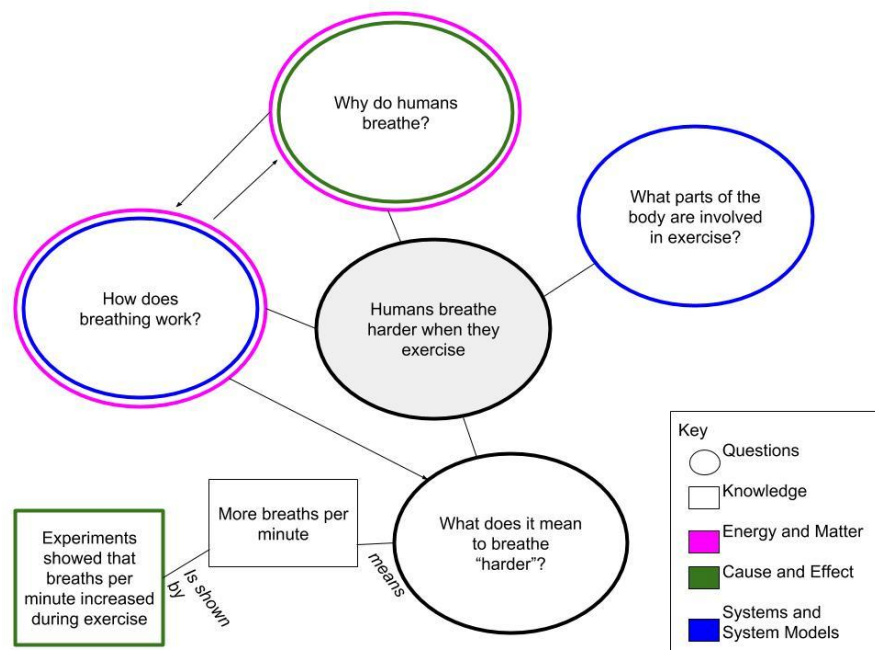 Why do humans
breathe?
What parts of the
body are involved
in exercise?
How does
breathing work?
Humans breathe
harder when they
exercise
What does it mean
to breathe
“harder”?
means
More breaths per
minute
Is shown
by
Experiments
showed that
breaths per
minute increased
during exercise
Key
Questions
Knowledge
Energy and Matter
Cause and Effect
Systems and
System Models